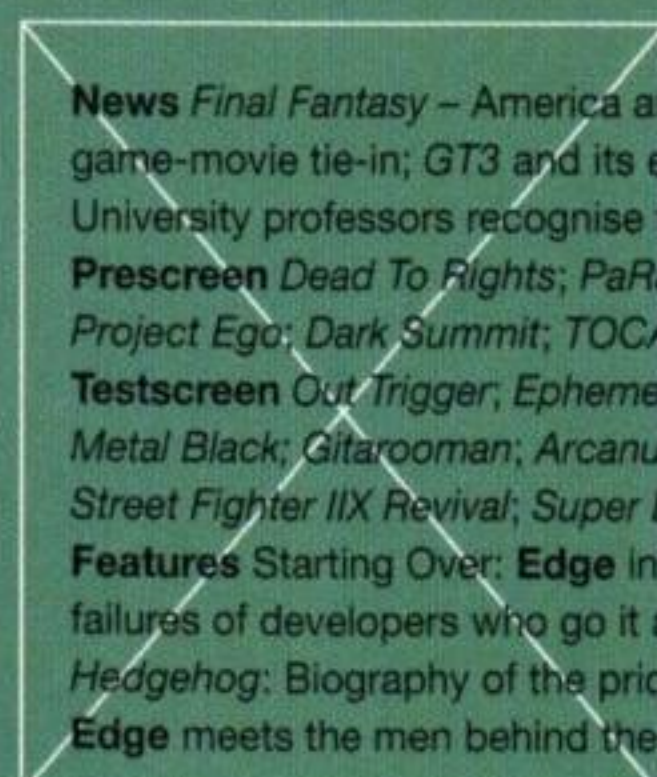 News Final Fantasy – America a
game-movie tie-in; GT3 and its e
University professors recognise
Prescreen Dead To Rights; PaRa
Project Ego; Dark Summit; TOCA
Testscreen Out Trigger; Epheme
Metal Black; Gitarooman; Arcanu
Street Fighter IIX Revival; Super
Features Starting Over: Edge in
failures of developers who go it a
Hedgehog: Biography of the pric
Edge meets the men behind the